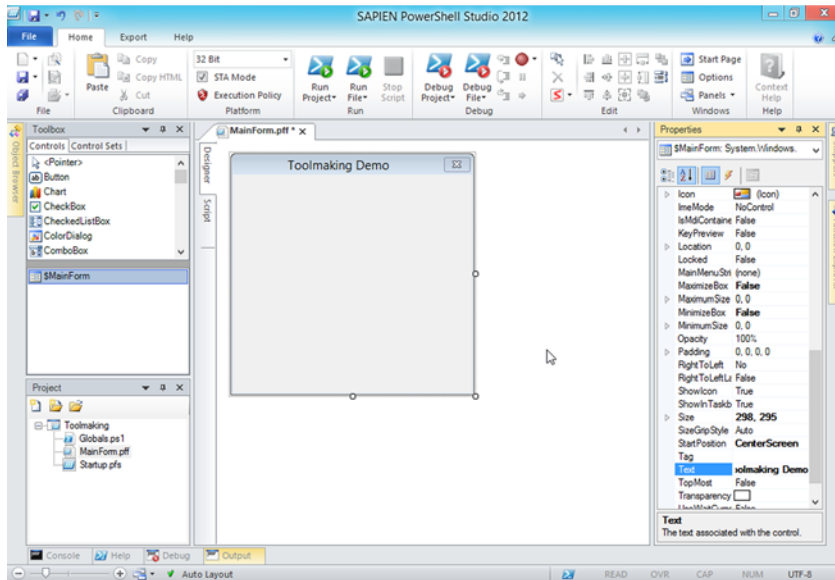 SAPIEN PowerShell Studio 2012
File Home Export Help
Paste
Copy
Copy HTML
Cut
32 Bit
STA Mode
Execution Policy
Run Project
Run File
Stop Script
Debug Project
Debug File
Start Page
Options
Panels
Context Help
File Clipboard Platform Run Debug Edit Windows Help
Object Browser
Toolbox
Controls Control Sets
<Pointer>
Button
Chart
CheckBox
CheckedListBox
ColorDialog
ComboBox
$MainForm
Project
Toolmaking
Globals.ps1
MainForm.pff
Startup.pfs
MainForm.pff *
Designer
Script
Toolmaking Demo
Properties
$MainForm: System.Windows.
Icon (Icon)
ImeMode NoControl
IsMdiContaine False
KeyPreview False
Location 0, 0
Locked False
MainMenuStri (none)
MaximizeBox False
MaximumSize 0, 0
MinimizeBox False
MinimumSize 0, 0
Opacity 100%
Padding 0, 0, 0, 0
RightToLeft No
RightToLeftLa False
ShowIcon True
ShowInTaskb True
Size 298, 295
SizeGripStyle Auto
StartPosition CenterScreen
Tag
Text olmaking Demo
TopMost False
Transparency
Text
The text associated with the control.
Console Help Debug Output
Auto Layout
READ OVR CAP NUM UTF-8